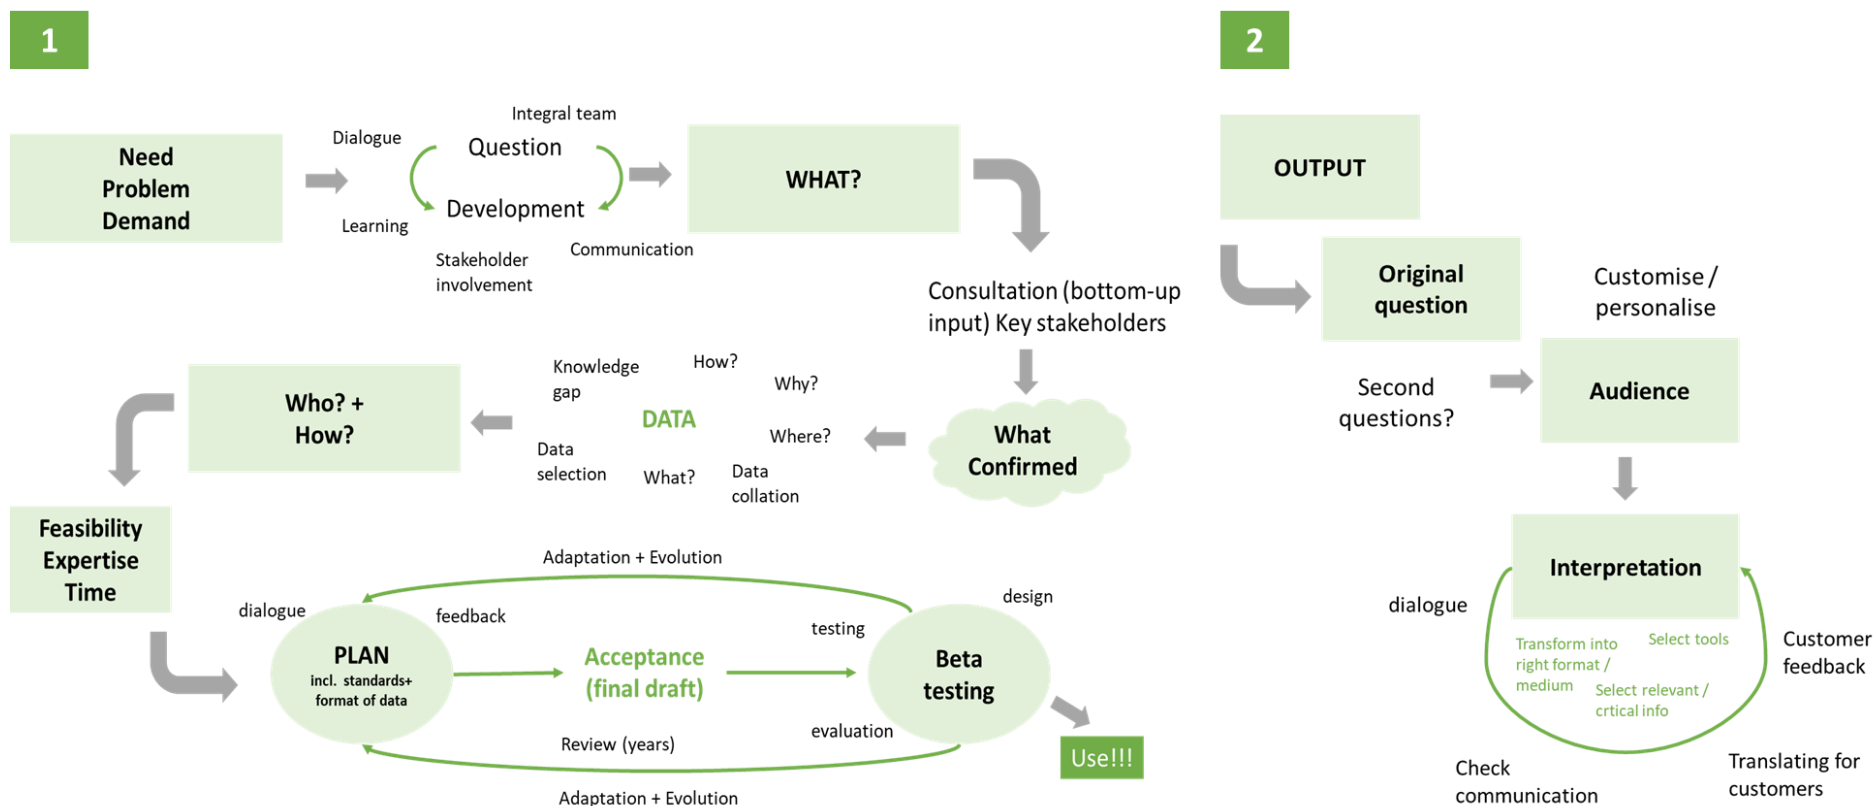 1
Need
Problem
Demand
Dialogue
Learning
Integral team
Question
Development
Stakeholder
involvement
Communication
WHAT?
Consultation (bottom-up
input) Key stakeholders
What
Confirmed
DATA
Knowledge
gap
How?
Why?
Where?
Data
collation
What?
Data
selection
Who? +
How?
Feasibility
Expertise
Time
dialogue
feedback
PLAN
incl. standards+
format of data
Adaptation + Evolution
Acceptance
(final draft)
testing
design
Beta
testing
evaluation
Review (years)
Adaptation + Evolution
Use!!!
2
OUTPUT
Original
question
Customise /
personalise
Second
questions?
Audience
Interpretation
dialogue
Transform into
right format /
medium
Select tools
Select relevant /
crtical info
Customer
feedback
Check
communication
Translating for
customers